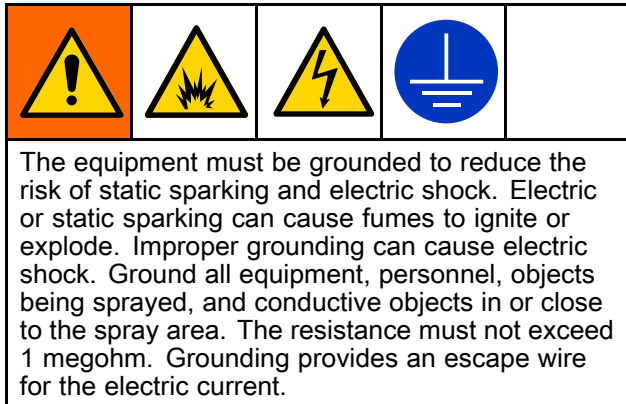 The equipment must be grounded to reduce the
risk of static sparking and electric shock. Electric
or static sparking can cause fumes to ignite or
explode. Improper grounding can cause electric
shock. Ground all equipment, personnel, objects
being sprayed, and conductive objects in or close
to the spray area. The resistance must not exceed
1 megohm. Grounding provides an escape wire
for the electric current.